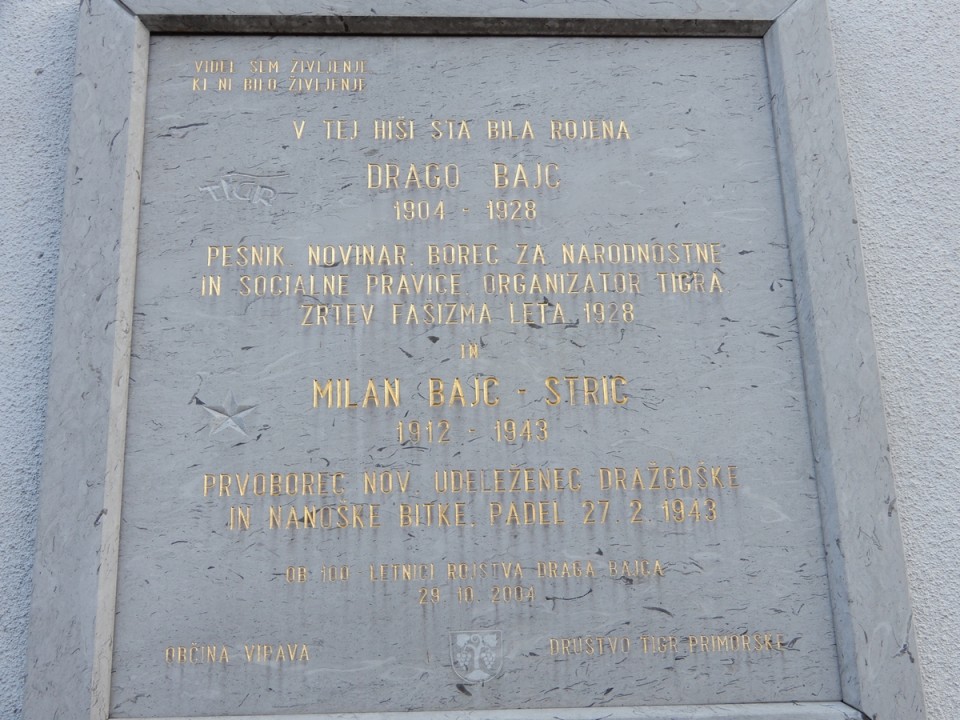 VIDEL SEM ŽIVLJENJE
KI NI BILO ŽIVLJENJE
V TEJ HIŠI STA BILA ROJENA
TIGR
DRAGO BAJC
1904 - 1928
PESNIK, NOVINAR, BOREC ZA NARODNOSTNE
IN SOCIALNE PRAVICE, ORGANIZATOR TIGRA,
ŽRTEV FAŠIZMA LETA 1928
IN
MILAN BAJC - STRIC
1912 - 1943
PRVOBOREC NOV, UDELEŽENEC DRAŽGOŠKE
IN NANOŠKE BITKE, PADEL 27. 2. 1943
OB 100- LETNICI ROJSTVA DRAGA BAJCA
29. 10. 2004
OBČINA VIPAVA
DRUŠTVO TIGR PRIMORSKE